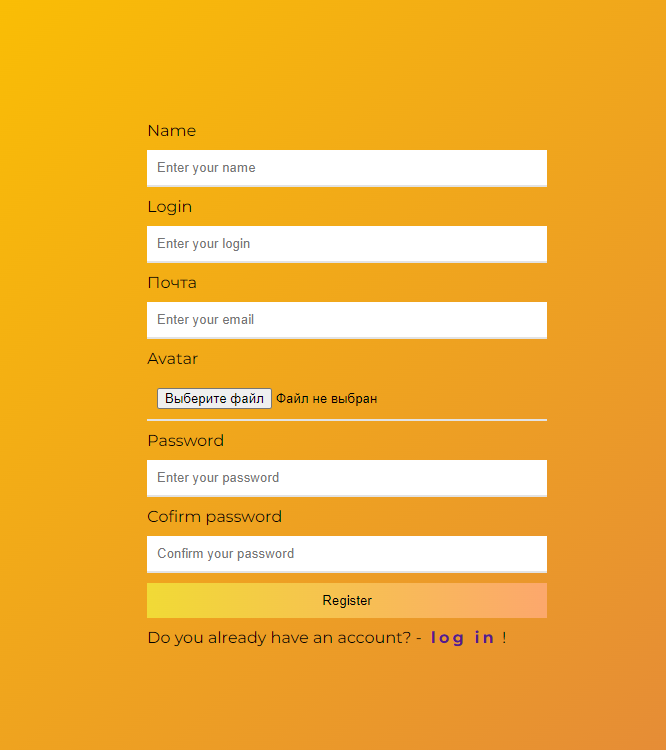 Name
Enter your name
Login
Enter your login
Почта
Enter your email
Avatar
Выберите файл Файл не выбран
Password
Enter your password
Cofirm password
Confirm your password
Register
Do you already have an account? - log in !